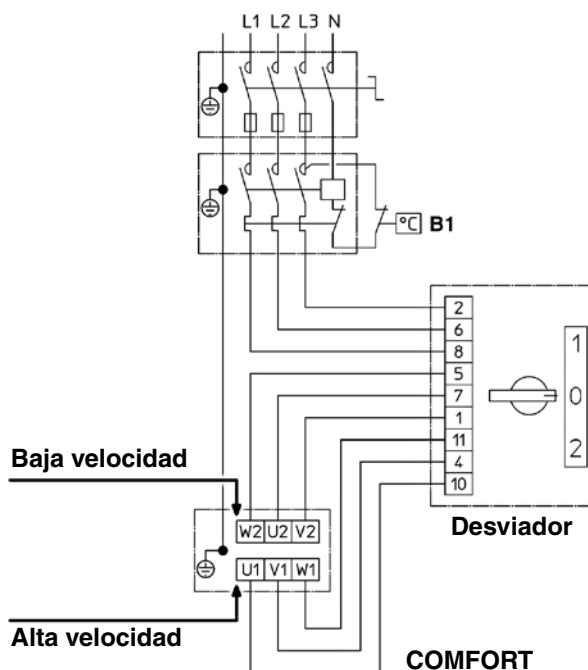 L1 L2 L3 N
°C B1
2
6
8
5
7
1
11
4
10
1
0
2
Desviador
Baja velocidad
W2 U2 V2
U1 V1 W1
Alta velocidad
COMFORT